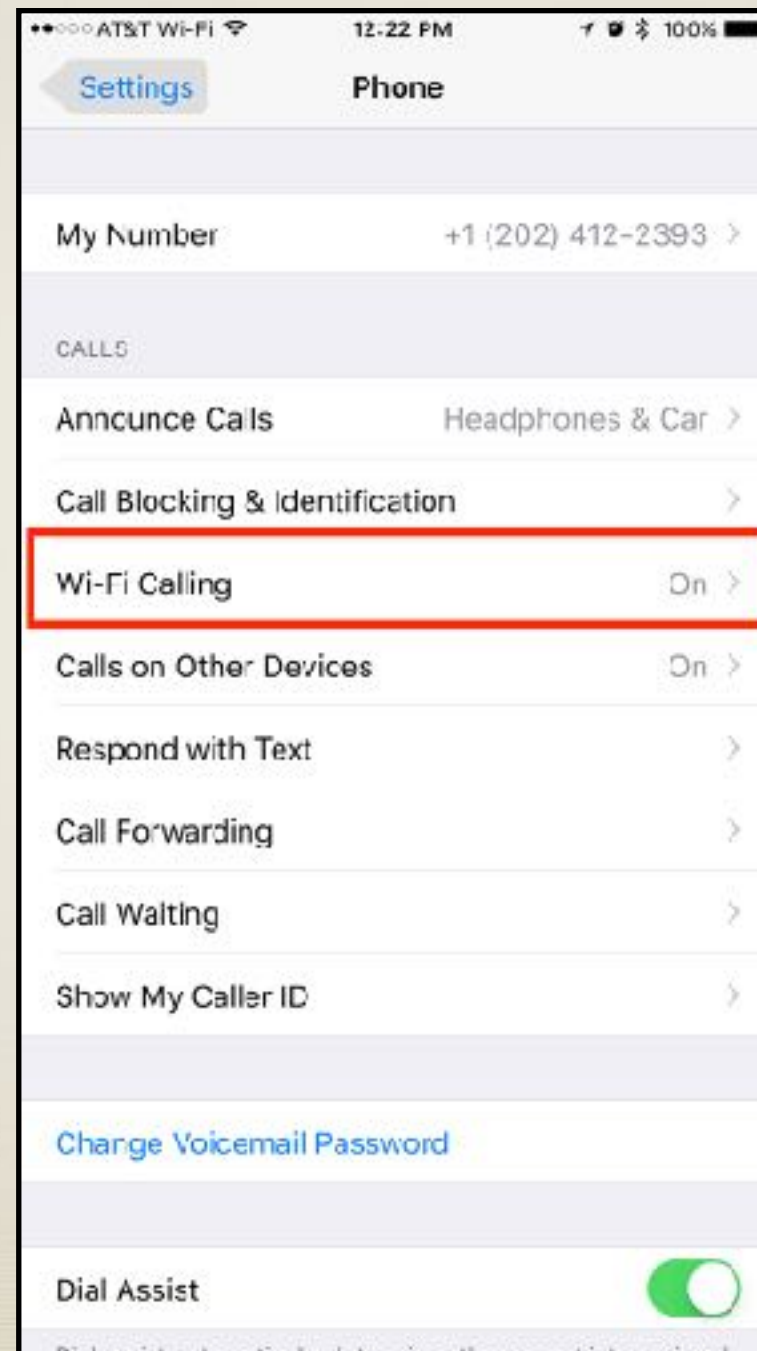 AT&T Wi-Fi 12:22 PM 100%
Settings Phone
My Number +1 (202) 412-2393
CALLS
Announce Calls Headphones & Car
Call Blocking & Identification
Wi-Fi Calling On
Calls on Other Devices On
Respond with Text
Call Forwarding
Call Waiting
Show My Caller ID
Change Voicemail Password
Dial Assist